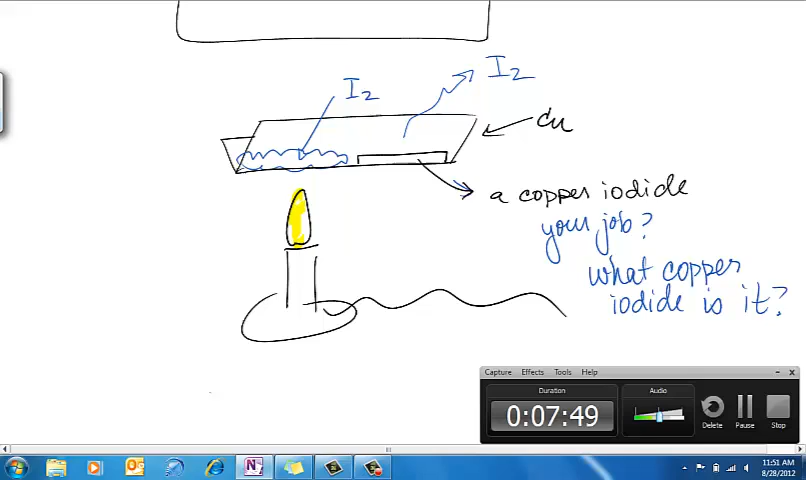 I2
I2
Cu
a copper iodide
your job?
what copper
iodide is it?
Capture Effects Tools Help
Duration
Audio
0:07:49
Delete
Pause
Stop
11:51 AM
8/28/2012